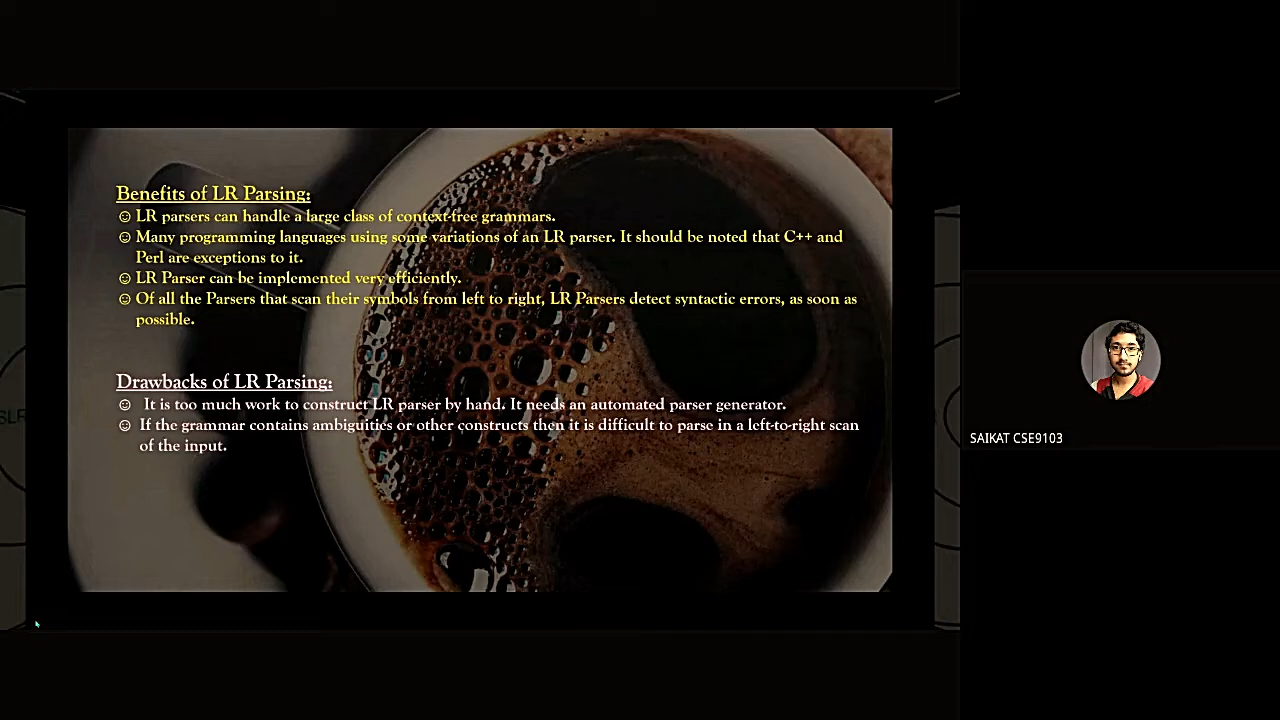 Benefits of LR Parsing:
☺ LR parsers can handle a large class of context-free grammars.
☺ Many programming languages using some variations of an LR parser. It should be noted that C++ and
Perl are exceptions to it.
☺ LR Parser can be implemented very efficiently.
☺ Of all the Parsers that scan their symbols from left to right, LR Parsers detect syntactic errors, as soon as
possible.
Drawbacks of LR Parsing:
☺ It is too much work to construct LR parser by hand. It needs an automated parser generator.
☺ If the grammar contains ambiguities or other constructs then it is difficult to parse in a left-to-right scan
of the input.
SLR
SAIKAT CSE9103